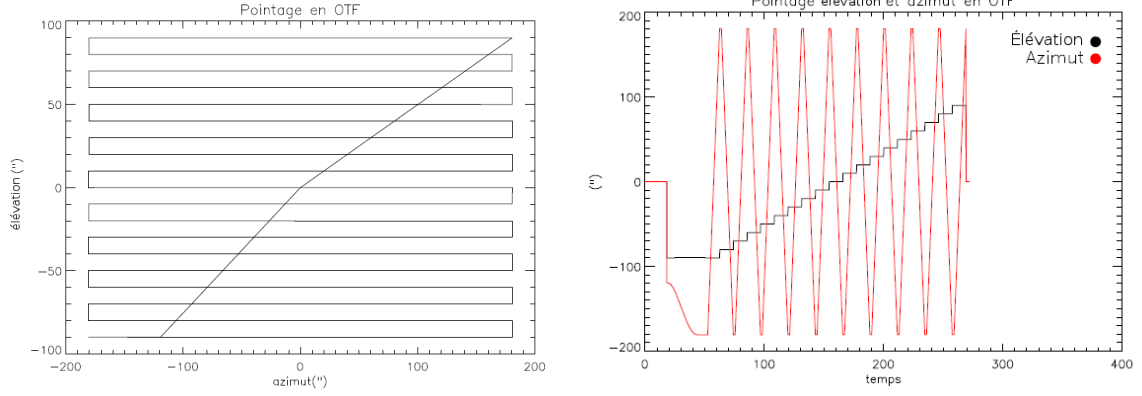 Pointage en OTF
100
50
0
−50
−100
élévation (")
−200 −100 0 100 200
azimut(")
Pointage élévation et azimut en OTF
200
100
0
−100
−200
(")
Élévation
Azimut
0 100 200 300 400
temps